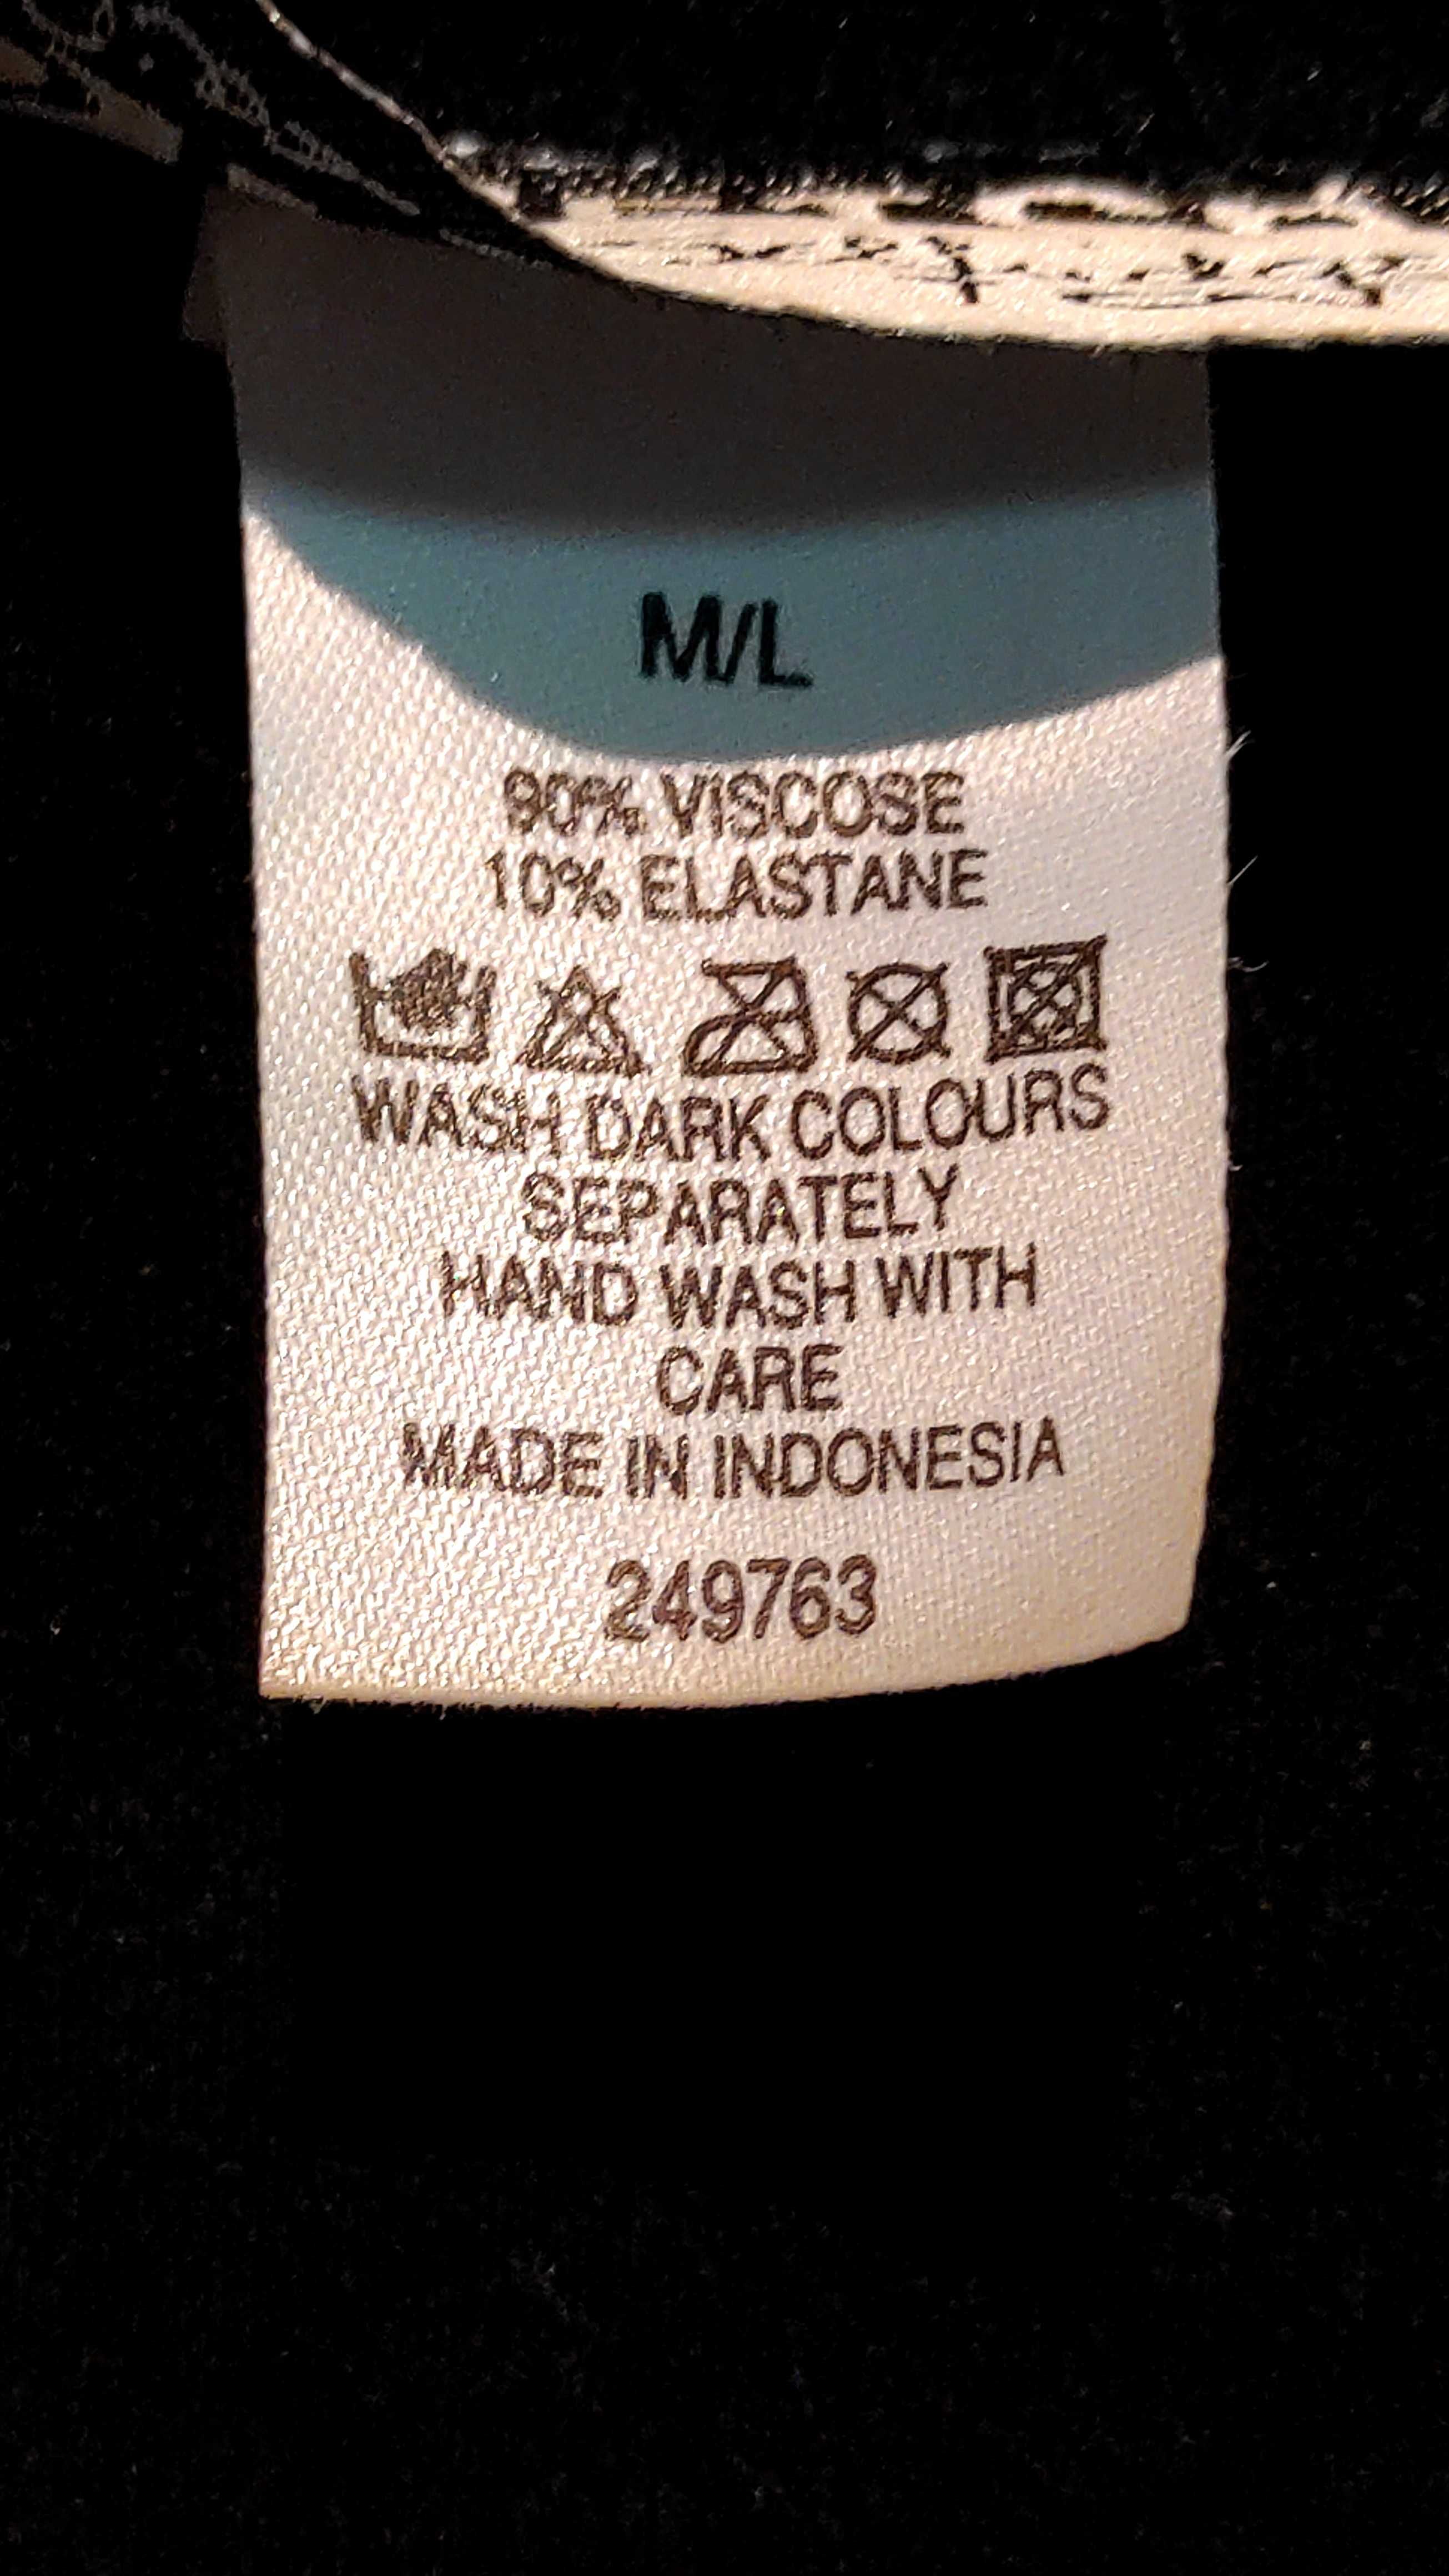 M/L
90% VISCOSE
10% ELASTANE
WASH DARK COLOURS
SEPARATELY
HAND WASH WITH
CARE
MADE IN INDONESIA
249763